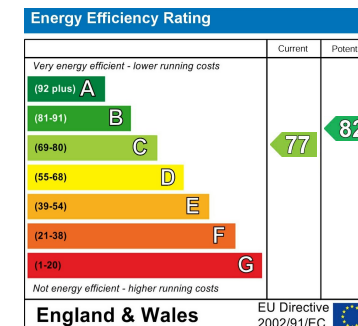 Energy Efficiency Rating
Current Potent
Very energy efficient - lower running costs
(92 plus) A
(81-91) B
82
(69-80) C
77
(55-68) D
(39-54) E
(21-38) F
(1-20) G
Not energy efficient - higher running costs
England & Wales
EU Directive
2002/91/EC